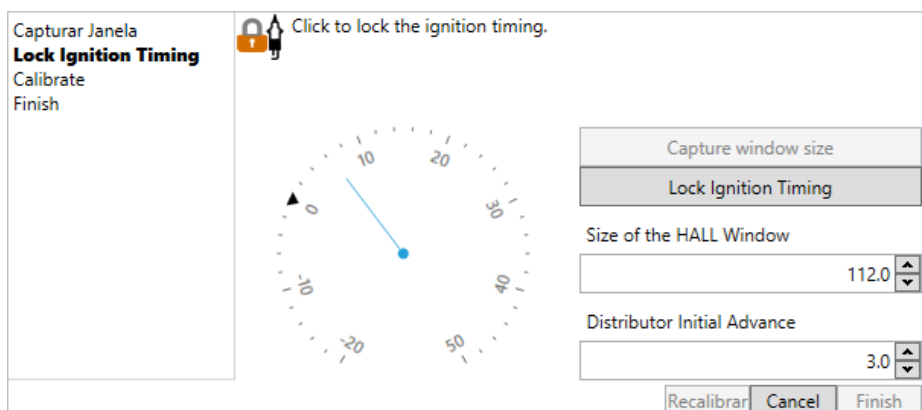 Capturar Janela
Lock Ignition Timing
Calibrate
Finish
Click to lock the ignition timing.
-20
-10
0
10
20
30
40
50
Capture window size
Lock Ignition Timing
Size of the HALL Window
112.0
Distributor Initial Advance
3.0
Recalibrar
Cancel
Finish